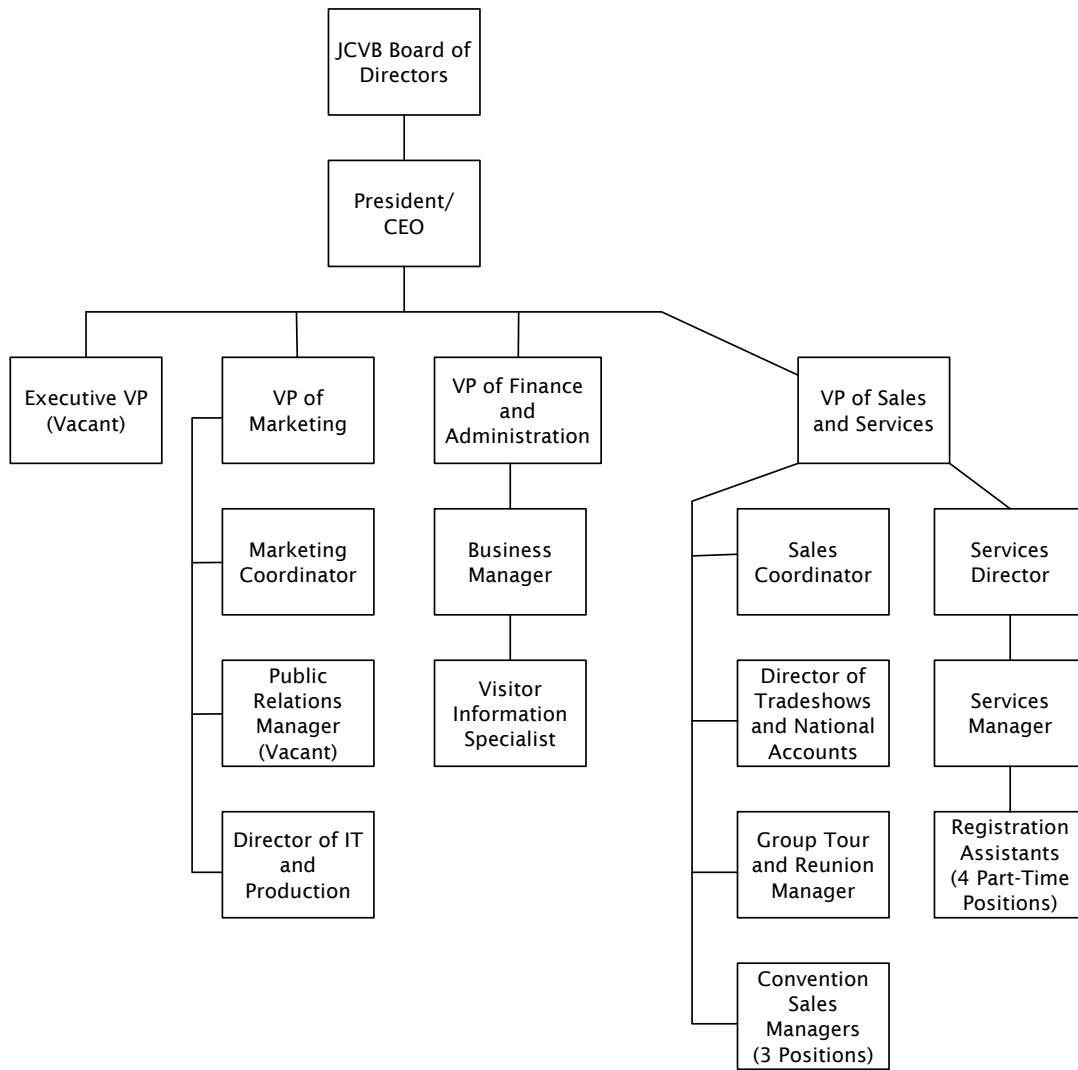 JCVB Board of
Directors
President/
CEO
Executive VP
(Vacant)
VP of
Marketing
VP of Finance
and
Administration
VP of Sales
and Services
Marketing
Coordinator
Business
Manager
Sales
Coordinator
Services
Director
Public
Relations
Manager
(Vacant)
Visitor
Information
Specialist
Director of
Tradeshows
and National
Accounts
Services
Manager
Director of IT
and
Production
Group Tour
and Reunion
Manager
Registration
Assistants
(4 Part-Time
Positions)
Convention
Sales
Managers
(3 Positions)